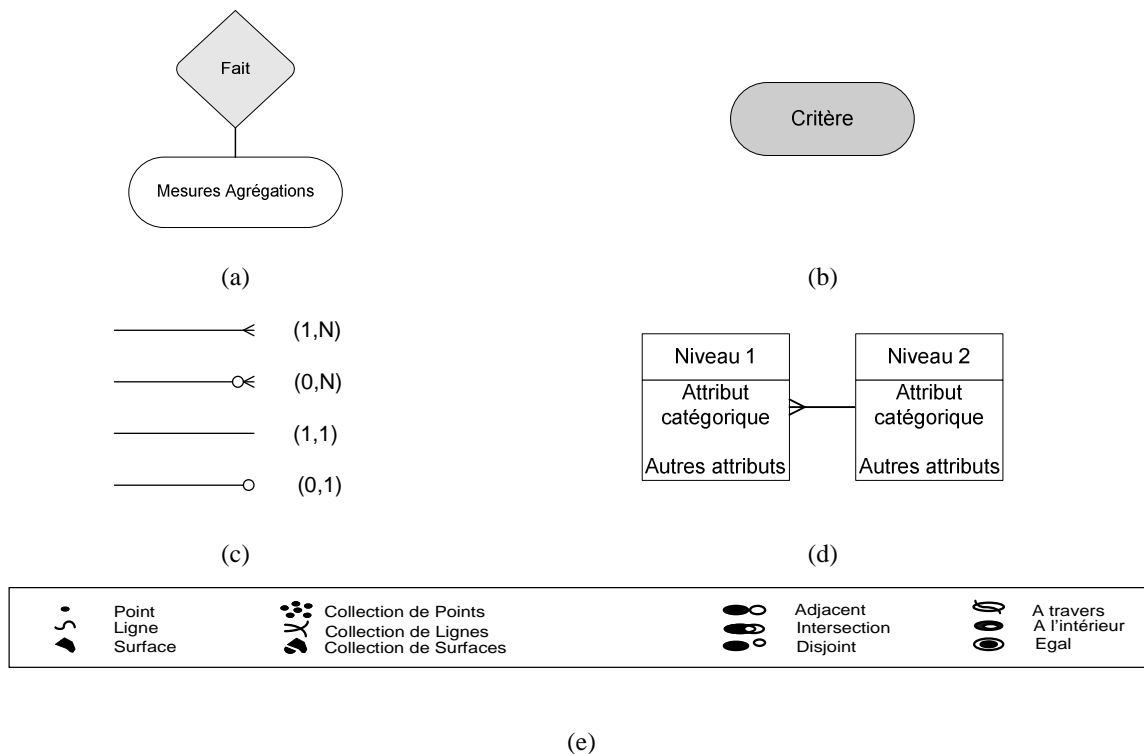 Fait
Mesures Agrégations
(a)
Critère
(b)
(1,N)
(0,N)
(1,1)
(0,1)
(c)
Niveau 1
Attribut
catégorique
Autres attributs
Niveau 2
Attribut
catégorique
Autres attributs
(d)
Point
Ligne
Surface
Collection de Points
Collection de Lignes
Collection de Surfaces
Adjacent
Intersection
Disjoint
A travers
A l'intérieur
Egal
(e)